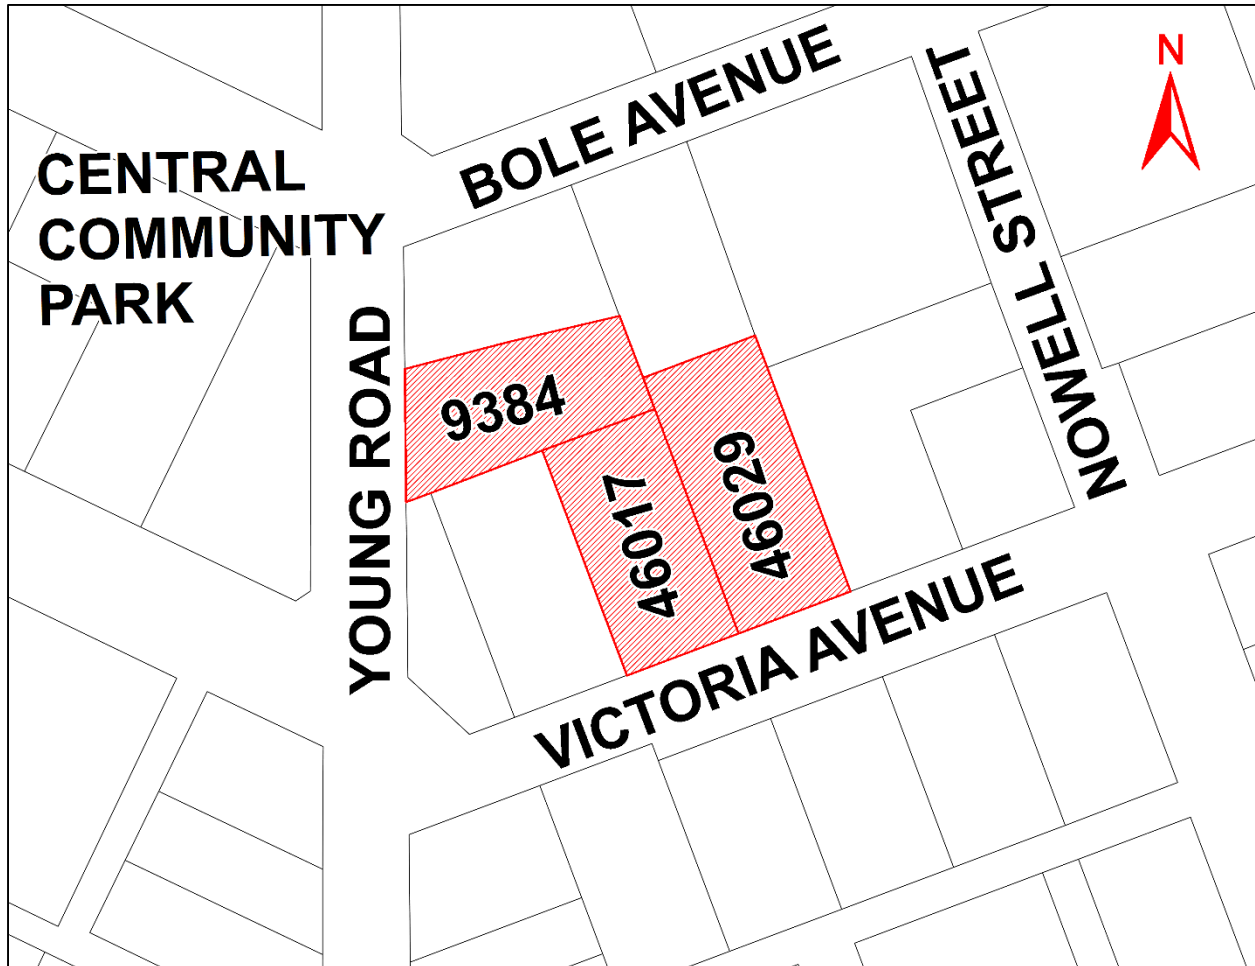 N
BOLE AVENUE
NOWELL STREET
CENTRAL
COMMUNITY
PARK
YOUNG ROAD
9384
46017
46029
VICTORIA AVENUE